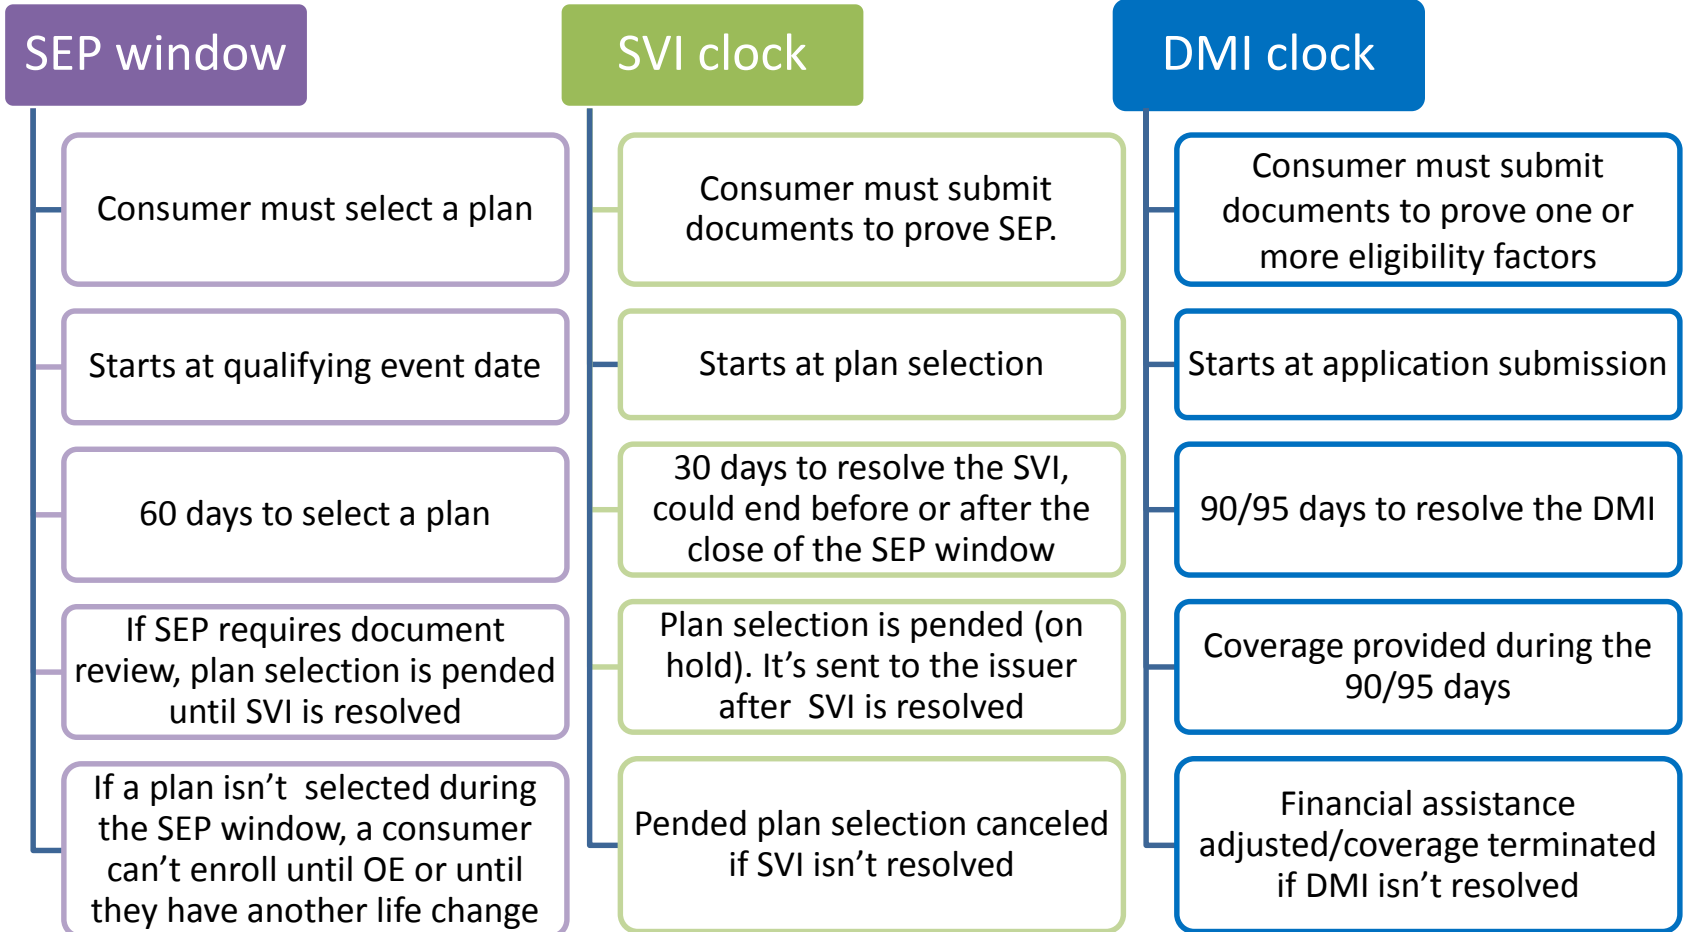 SEP window
Consumer must select a plan
Starts at qualifying event date
60 days to select a plan
If SEP requires document
review, plan selection is pended
until SVI is resolved
If a plan isn’t  selected during
the SEP window, a consumer
can’t enroll until OE or until
they have another life change
SVI clock
Consumer must submit
documents to prove SEP.
Starts at plan selection
30 days to resolve the SVI,
could end before or after the
close of the SEP window
Plan selection is pended (on
hold). It’s sent to the issuer
after  SVI is resolved
Pended plan selection canceled
if SVI isn’t resolved
DMI clock
Consumer must submit
documents to prove one or
more eligibility factors
Starts at application submission
90/95 days to resolve the DMI
Coverage provided during the
90/95 days
Financial assistance
adjusted/coverage terminated
if DMI isn’t resolved